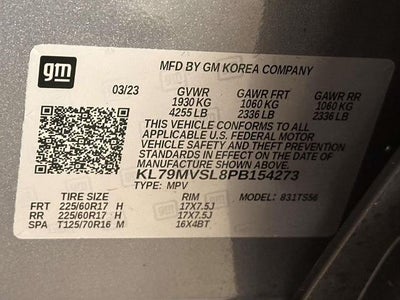 gm
MFD BY GM KOREA COMPANY
03/23 GVWR GAWR FRT GAWR RR
1930 KG 1060 KG 1060 KG
4255 LB 2336 LB 2336 LB
THIS VEHICLE CONFORMS TO ALL
APPLICABLE U.S. FEDERAL MOTOR
VEHICLE SAFETY AND THEFT PREVENTION
STANDARDS IN EFFECT ON THE DATE OF
MANUFACTURE SHOWN ABOVE.
KL79MVSL8PB154273
TYPE: MPV
TIRE SIZE RIM MODEL: 831TS56
FRT 225/60R17 H 17X7.5J
RR 225/60R17 H 17X7.5J
SPA T125/70R16 M 16X4BT